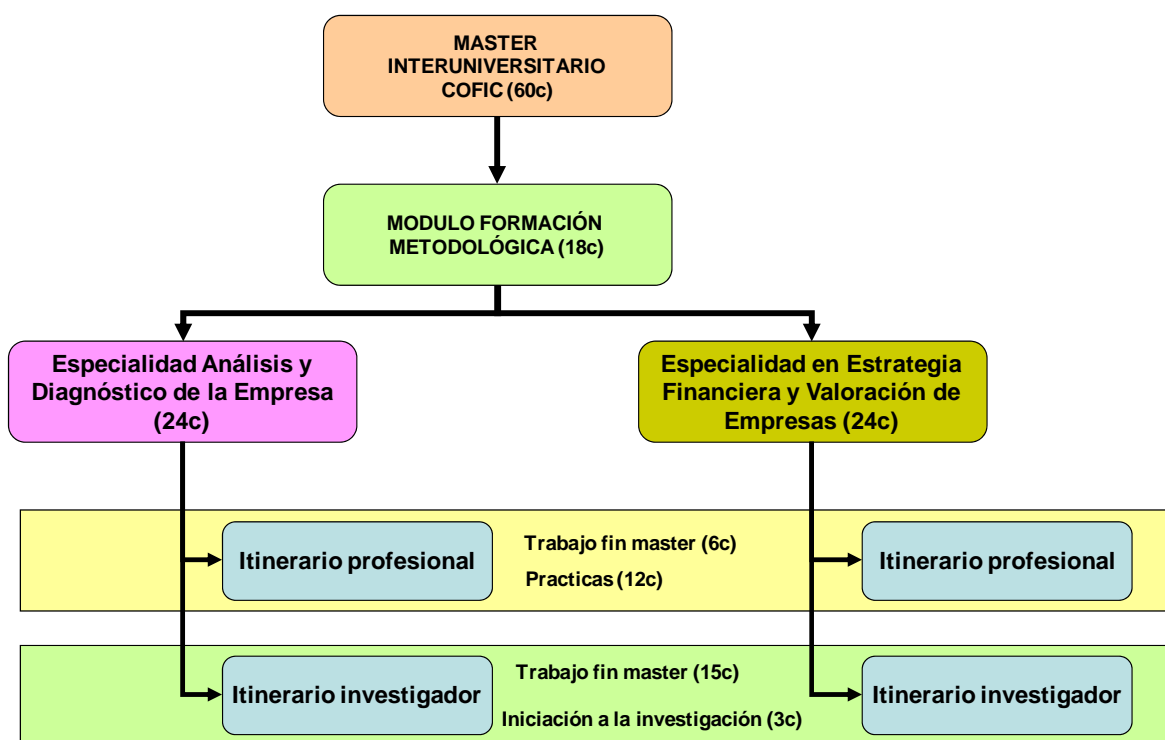 MASTER
INTERUNIVERSITARIO
COFIC (60c)
MODULO FORMACIÓN
METODOLÓGICA (18c)
Especialidad Análisis y
Diagnóstico de la Empresa
(24c)
Especialidad en Estrategia
Financiera y Valoración de
Empresas (24c)
Itinerario profesional
Trabajo fin master (6c)
Practicas (12c)
Itinerario profesional
Itinerario investigador
Trabajo fin master (15c)
Iniciación a la investigación (3c)
Itinerario investigador